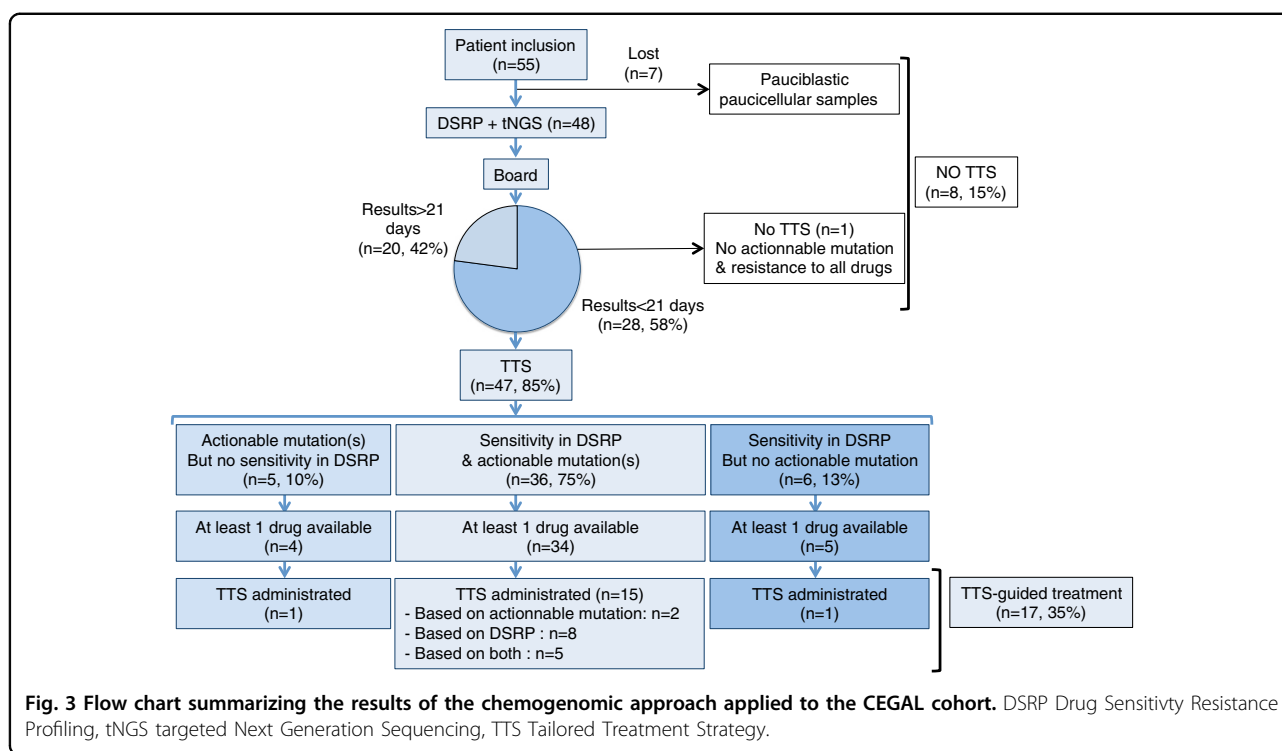 Patient inclusion
(n=55)
Lost
(n=7)
Pauciblastic
paucicellular samples
DSRP + tNGS (n=48)
Board
NO TTS
(n=8, 15%)
Results>21
days
(n=20, 42%)
No TTS (n=1)
No actionnable mutation
& resistance to all drugs
Results<21 days
(n=28, 58%)
TTS
(n=47, 85%)
Actionable mutation(s)
But no sensitivity in DSRP
(n=5, 10%)
Sensitivity in DSRP
& actionable mutation(s)
(n=36, 75%)
Sensitivity in DSRP
But no actionable mutation
(n=6, 13%)
At least 1 drug available
(n=4)
At least 1 drug available
(n=34)
At least 1 drug available
(n=5)
TTS administrated
(n=1)
TTS administrated (n=15)
- Based on actionnable mutation: n=2
- Based on DSRP : n=8
- Based on both : n=5
TTS administrated
(n=1)
TTS-guided treatment
(n=17, 35%)
Fig. 3 Flow chart summarizing the results of the chemogenomic approach applied to the CEGAL cohort. DSRP Drug Sensitivty Resistance
Profiling, tNGS targeted Next Generation Sequencing, TTS Tailored Treatment Strategy.